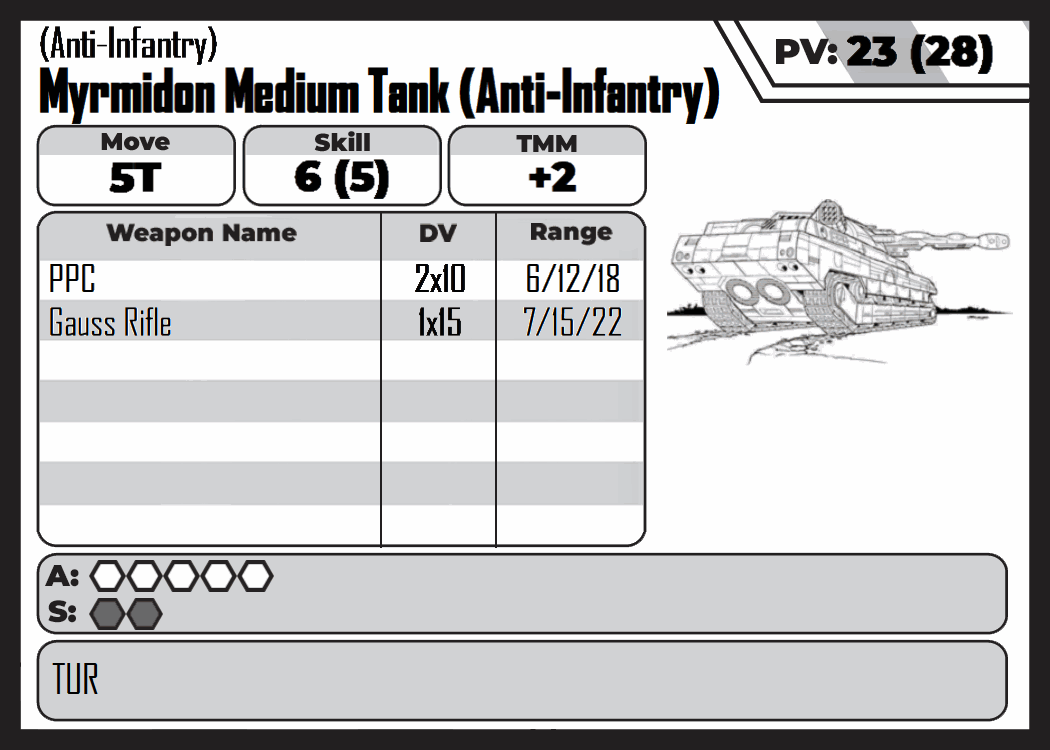 (Anti-Infantry)
Myrmidon Medium Tank (Anti-Infantry)
PV: 23 (28)
Move
5T
Skill
6 (5)
TMM
+2
Weapon Name DV Range
PPC 2x10 6/12/18
Gauss Rifle 1x15 7/15/22
A:
S:
TUR